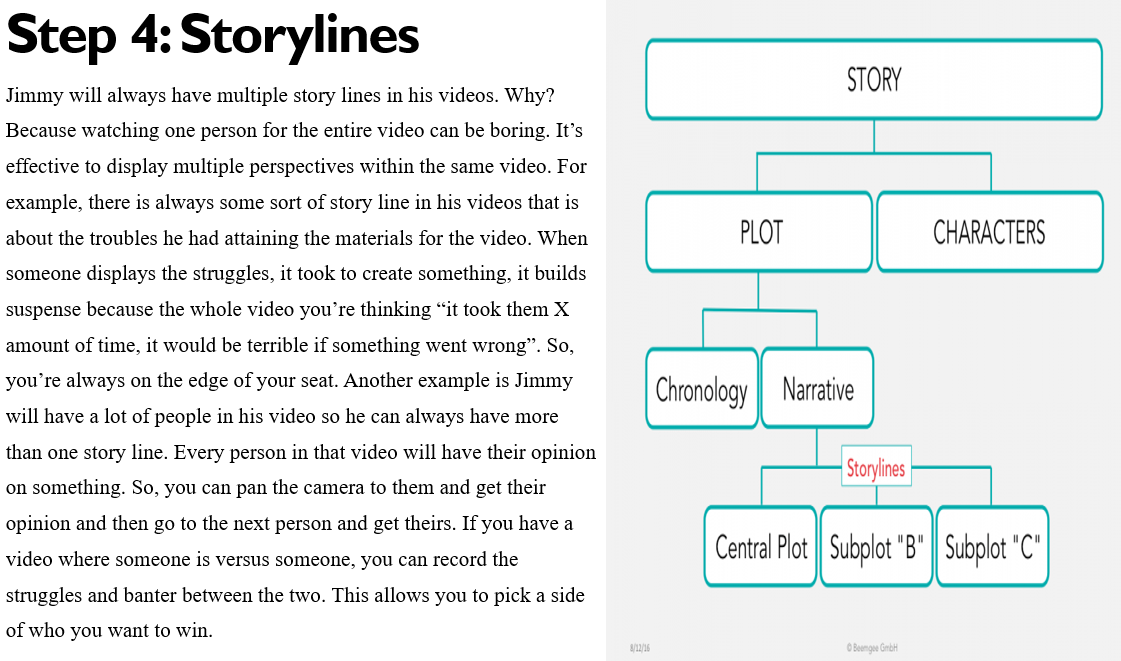 Step 4: Storylines
Jimmy will always have multiple story lines in his videos. Why?
Because watching one person for the entire video can be boring. It’s
effective to display multiple perspectives within the same video. For
example, there is always some sort of story line in his videos that is
about the troubles he had attaining the materials for the video. When
someone displays the struggles, it took to create something, it builds
suspense because the whole video you’re thinking “it took them X
amount of time, it would be terrible if something went wrong”. So,
you’re always on the edge of your seat. Another example is Jimmy
will have a lot of people in his video so he can always have more
than one story line. Every person in that video will have their opinion
on something. So, you can pan the camera to them and get their
opinion and then go to the next person and get theirs. If you have a
video where someone is versus someone, you can record the
struggles and banter between the two. This allows you to pick a side
of who you want to win.
STORY
PLOT
CHARACTERS
Chronology
Narrative
Storylines
Central Plot
Subplot "B"
Subplot "C"
8/12/16
© Beemgee GmbH